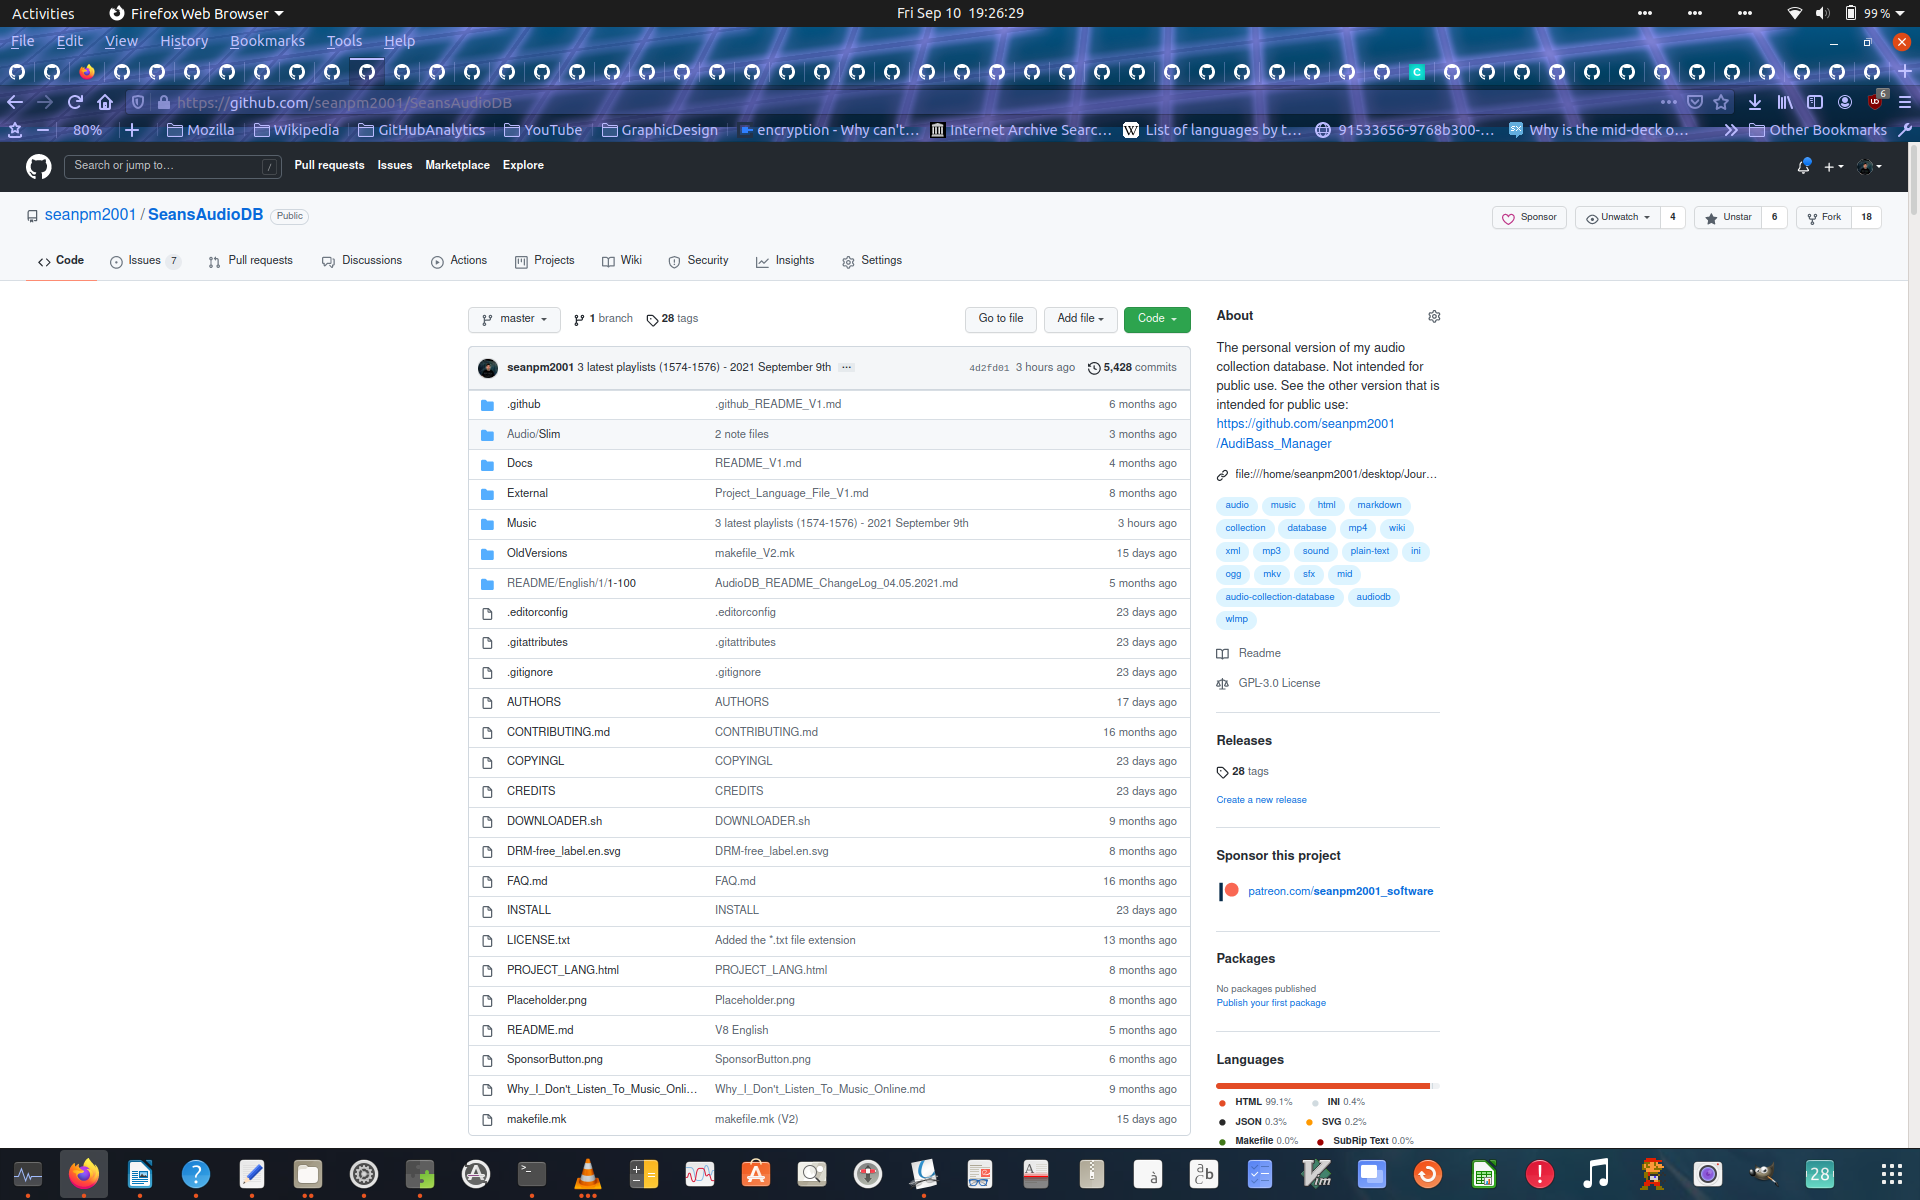 Activities
Firefox Web Browser
Fri Sep 10 19:26:29
99 %
File Edit View History Bookmarks Tools Help
https://github.com/seanpm2001/SeansAudioDB
6
80%
Mozilla
Wikipedia
GitHubAnalytics
YouTube
GraphicDesign
encryption - Why can't…
Internet Archive Searc…
List of languages by t…
91533656-9768b300-…
Why is the mid-deck o…
Other Bookmarks
Search or jump to…
/
Pull requests Issues Marketplace Explore
seanpm2001 / SeansAudioDB Public
Sponsor
Unwatch 4
Unstar 6
Fork 18
Code
Issues 7
Pull requests
Discussions
Actions
Projects
Wiki
Security
Insights
Settings
master
1 branch
28 tags
Go to file
Add file
Code
seanpm2001 3 latest playlists (1574-1576) - 2021 September 9th ... 4d2fd01 3 hours ago 5,428 commits
.github .github_README_V1.md 6 months ago
Audio/Slim 2 note files 3 months ago
Docs README_V1.md 4 months ago
External Project_Language_File_V1.md 8 months ago
Music 3 latest playlists (1574-1576) - 2021 September 9th 3 hours ago
OldVersions makefile_V2.mk 15 days ago
README/English/1/1-100 AudioDB_README_ChangeLog_04.05.2021.md 5 months ago
.editorconfig .editorconfig 23 days ago
.gitattributes .gitattributes 23 days ago
.gitignore .gitignore 23 days ago
AUTHORS AUTHORS 17 days ago
CONTRIBUTING.md CONTRIBUTING.md 16 months ago
COPYINGL COPYINGL 23 days ago
CREDITS CREDITS 23 days ago
DOWNLOADER.sh DOWNLOADER.sh 9 months ago
DRM-free_label.en.svg DRM-free_label.en.svg 8 months ago
FAQ.md FAQ.md 16 months ago
INSTALL INSTALL 23 days ago
LICENSE.txt Added the *.txt file extension 13 months ago
PROJECT_LANG.html PROJECT_LANG.html 8 months ago
Placeholder.png Placeholder.png 8 months ago
README.md V8 English 5 months ago
SponsorButton.png SponsorButton.png 6 months ago
Why_I_Don't_Listen_To_Music_Onli… Why_I_Don't_Listen_To_Music_Online.md 9 months ago
makefile.mk makefile.mk (V2) 15 days ago
About
The personal version of my audio
collection database. Not intended for
public use. See the other version that is
intended for public use:
https://github.com/seanpm2001
/AudiBass_Manager
file:///home/seanpm2001/desktop/Jour…
audio music html markdown
collection database mp4 wiki
xml mp3 sound plain-text ini
ogg mkv sfx mid
audio-collection-database audiodb
wlmp
Readme
GPL-3.0 License
Releases
28 tags
Create a new release
Sponsor this project
patreon.com/seanpm2001_software
Packages
No packages published
Publish your first package
Languages
HTML 99.1% INI 0.4%
JSON 0.3% SVG 0.2%
Makefile 0.0% SubRip Text 0.0%
28